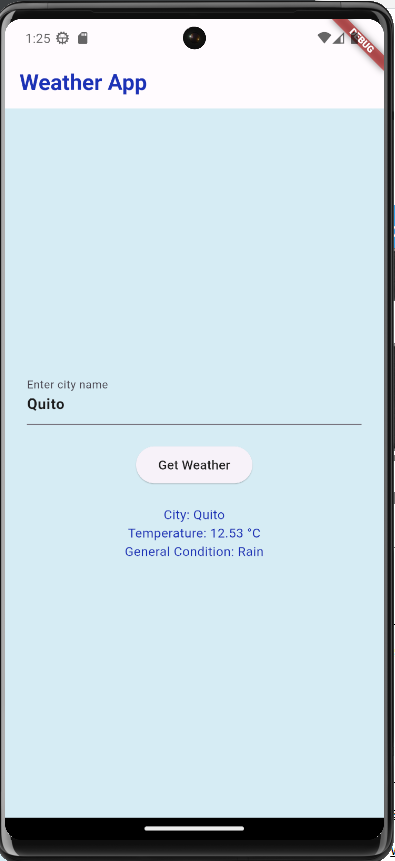 1:25
DEBUG
Weather App
Enter city name
Quito
Get Weather
City: Quito
Temperature: 12.53 °C
General Condition: Rain